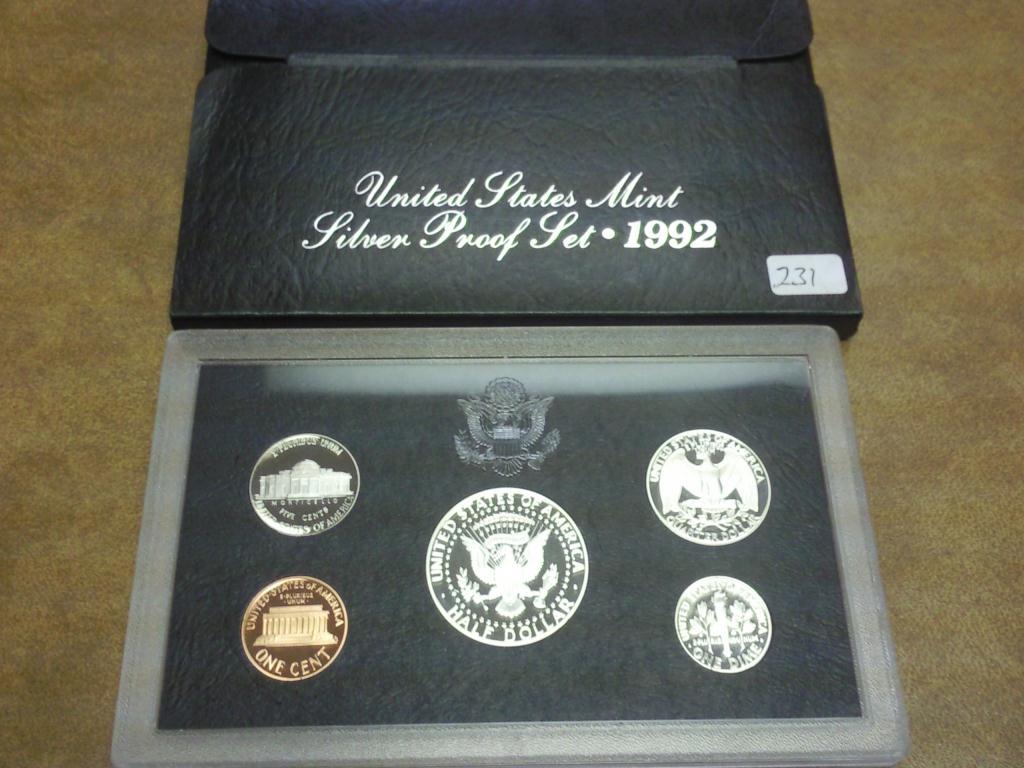 United States Mint
Silver Proof Set • 1992
231
E PLURIBUS UNUM
MONTICELLO
FIVE CENTS
UNITED STATES OF AMERICA
UNITED STATES OF AMERICA
QUARTER DOLLAR
UNITED STATES OF AMERICA
HALF DOLLAR
UNITED STATES OF AMERICA
E·PLURIBUS
·UNUM·
ONE CENT
UNITED STATES OF AMERICA
ONE DIME